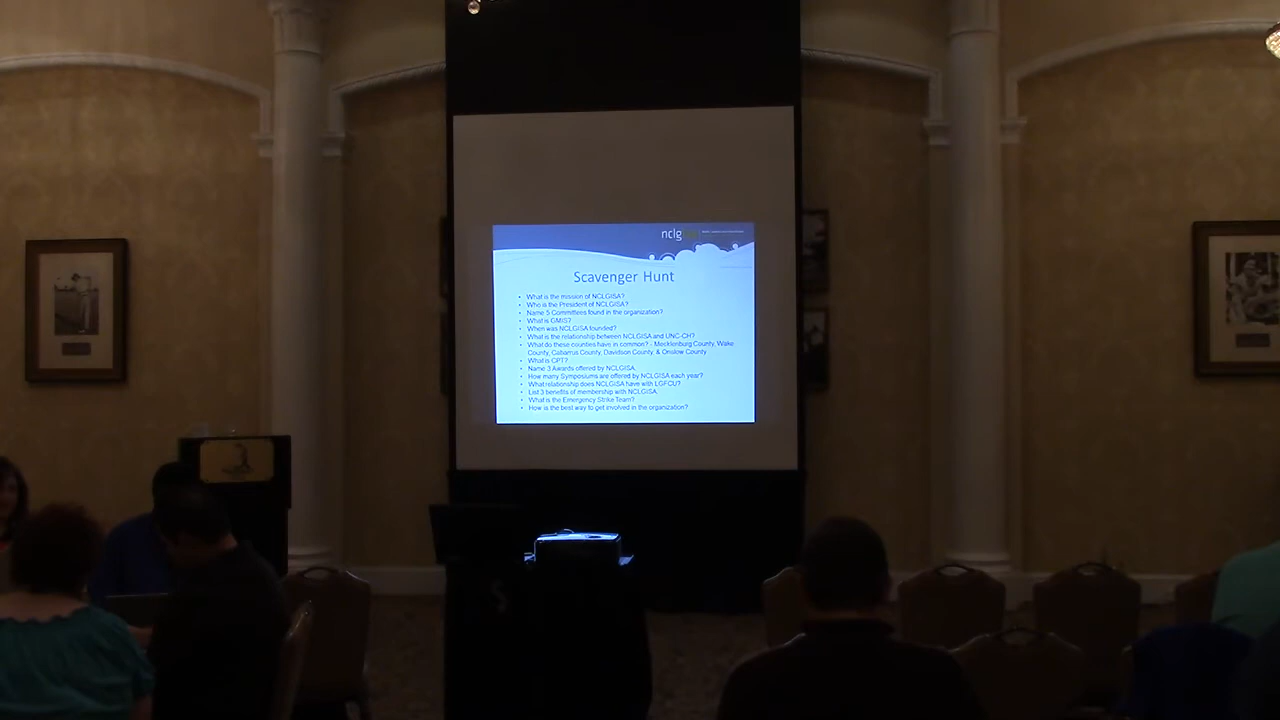 nclg
Scavenger Hunt
• What is the mission of NCLGISA?
• Who is the President of NCLGISA?
• Name 5 Committees found in the organization?
• What is GMIS?
• When was NCLGISA founded?
• What is the relationship between NCLGISA and UNC-CH?
• What do these counties have in common? - Mecklenburg County, Wake
County, Cabarrus County, Davidson County, & Onslow County
• What is CPT?
• Name 3 Awards offered by NCLGISA.
• How many Symposiums are offered by NCLGISA each year?
• What relationship does NCLGISA have with LGFCU?
• List 3 benefits of membership with NCLGISA.
• What is the Emergency Strike Team?
• How is the best way to get involved in the organization?